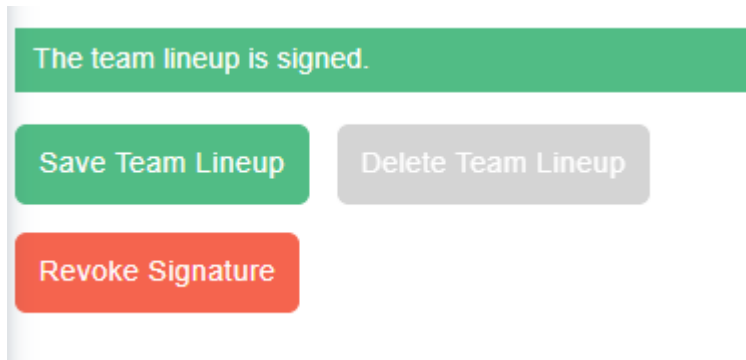 The team lineup is signed.
Save Team Lineup
Delete Team Lineup
Revoke Signature